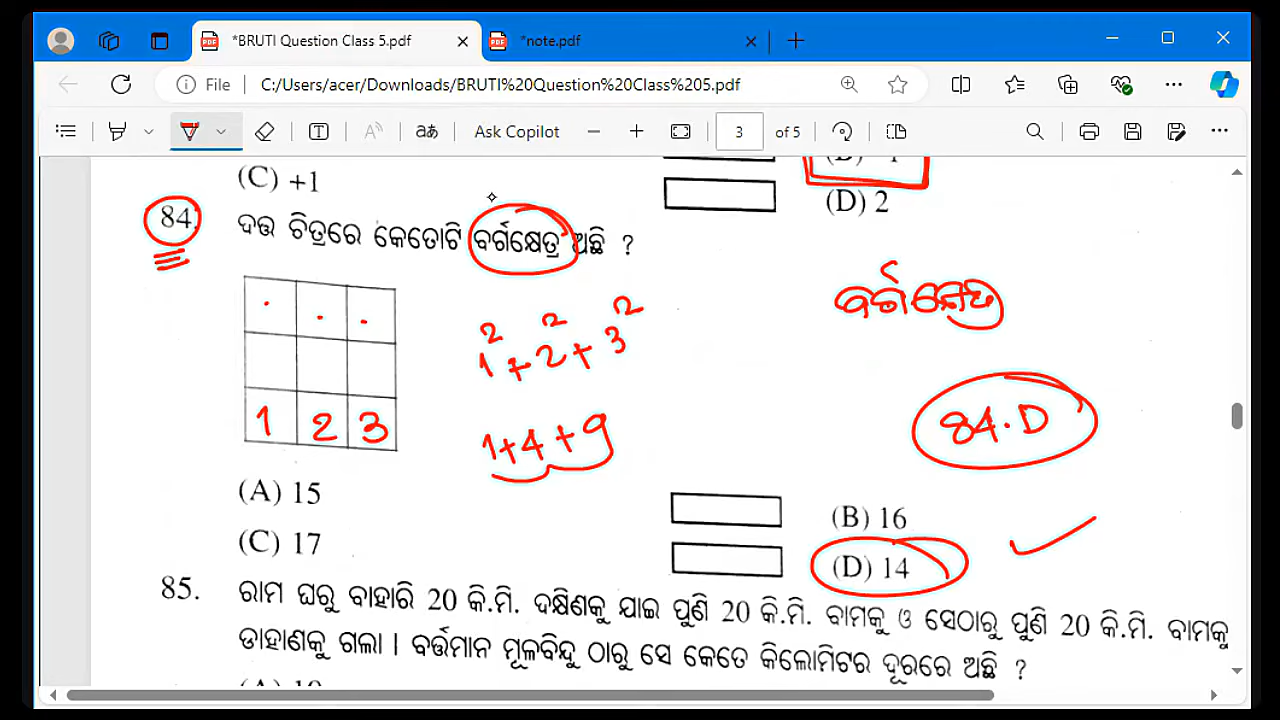 *BRUTI Question Class 5.pdf
*note.pdf
File
C:/Users/acer/Downloads/BRUTI%20Question%20Class%205.pdf
Ask Copilot
3 of 5
(C) +1
(D) 2
84. ଦତ୍ତ ଚିତ୍ରରେ କେତୋଟି ବର୍ଗକ୍ଷେତ୍ର ଅଛି ?
1 2 3
1² + 2² + 3²
1+4+9
84. D
(A) 15
(B) 16
(C) 17
(D) 14
85. ରାମ ଘରୁ ବାହାରି 20 କି.ମି. ଦକ୍ଷିଣକୁ ଯାଇ ପୁଣି 20 କି.ମି. ବାମକୁ ଓ ସେଠାରୁ ପୁଣି 20 କି.ମି. ବାମକୁ
ଡାହାଣକୁ ଗଲା । ବର୍ତ୍ତମାନ ମୂଳବିନ୍ଦୁ ଠାରୁ ସେ କେତେ କିଲୋମିଟର ଦୂରରେ ଅଛି ?